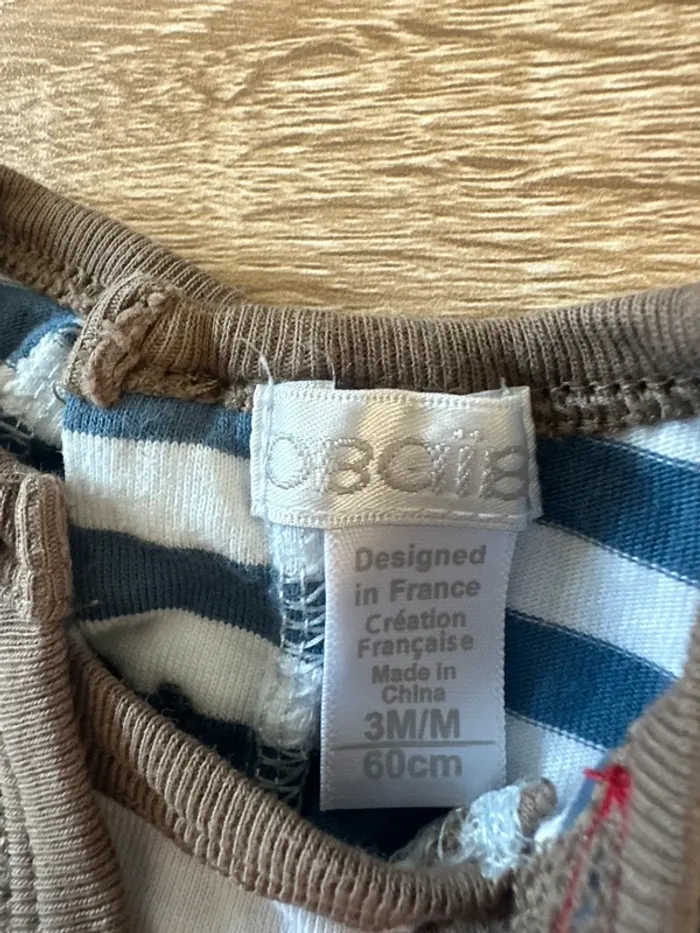 OBAïBi
Designed
in France
Création
Française
Made in
China
3M/M
60cm